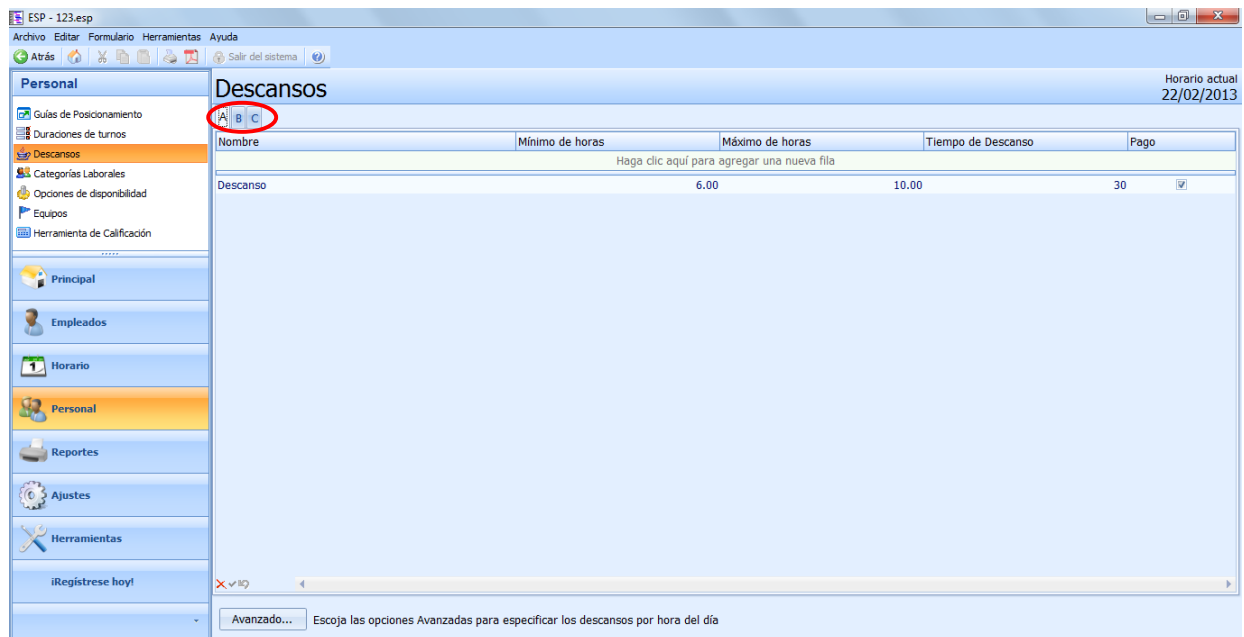 ESP - 123.esp
Archivo Editar Formulario Herramientas Ayuda
Atrás Salir del sistema
Personal
Guías de Posicionamiento
Duraciones de turnos
Descansos
Categorías Laborales
Opciones de disponibilidad
Equipos
Herramienta de Calificación
Principal
Empleados
1 Horario
Personal
Reportes
Ajustes
Herramientas
¡Regístrese hoy!
Descansos
Horario actual
22/02/2013
A B C
Nombre Mínimo de horas Máximo de horas Tiempo de Descanso Pago
Haga clic aquí para agregar una nueva fila
Descanso 6.00 10.00 30
Avanzado... Escoja las opciones Avanzadas para especificar los descansos por hora del día